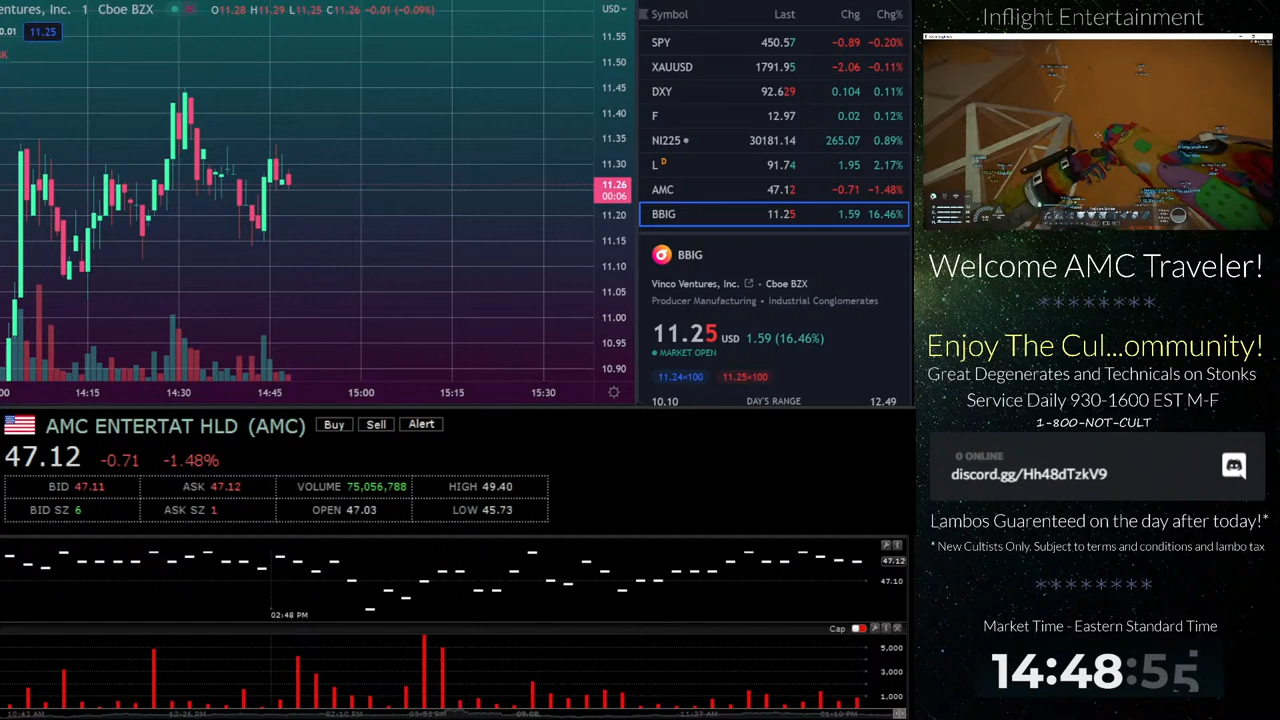 entures, Inc. 1 Cboe BZX O11.28 H11.29 L11.25 C11.26 -0.01 (-0.09%) USD
0.01 11.25
11.55
11.50
11.45
11.40
11.35
11.30
11.26
00:06
11.20
11.15
11.10
11.05
11.00
10.95
10.90
14:15 14:30 14:45 15:00 15:15 15:30
Symbol Last Chg Chg%
SPY 450.57 −0.89 −0.20%
XAUUSD 1791.95 −2.06 −0.11%
DXY 92.629 0.104 0.11%
F 12.97 0.02 0.12%
NI225 30181.14 265.07 0.89%
L D 91.74 1.95 2.17%
AMC 47.12 −0.71 −1.48%
BBIG 11.25 1.59 16.46%
BBIG
Vinco Ventures, Inc. • Cboe BZX
Producer Manufacturing • Industrial Conglomerates
11.25 USD 1.59 (16.46%)
MARKET OPEN
11.24×100 11.25×100
10.10 DAY'S RANGE 12.49
AMC ENTERTAT HLD (AMC) Buy Sell Alert
47.12 -0.71 -1.48%
BID 47.11 ASK 47.12 VOLUME 75,056,788 HIGH 49.40
BID SZ 6 ASK SZ 1 OPEN 47.03 LOW 45.73
47.12
47.10
02:48 PM
Cap
5,000
3,000
1,000
Inflight Entertainment
Welcome AMC Traveler!
********
Enjoy The Cul...ommunity!
Great Degenerates and Technicals on Stonks
Service Daily 930-1600 EST M-F
1-800-NOT-CULT
0 ONLINE
discord.gg/Hh48dTzkV9
Lambos Guarenteed on the day after today!*
* New Cultists Only. Subject to terms and conditions and lambo tax
********
Market Time - Eastern Standard Time
14:48:55